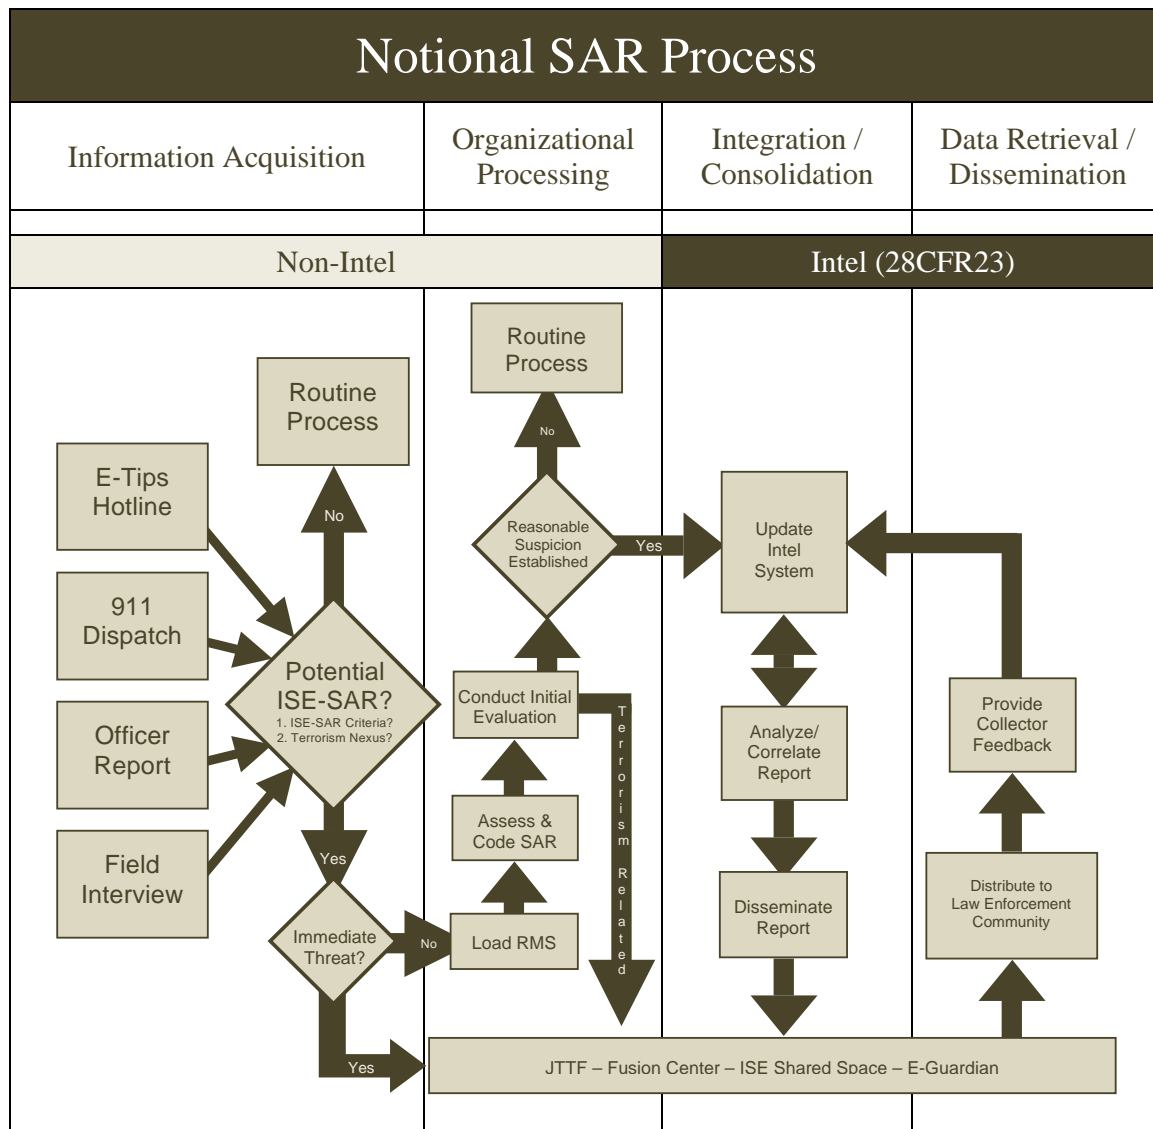 Notional SAR Process
Information Acquisition
Organizational
Processing
Integration /
Consolidation
Data Retrieval /
Dissemination
Non-Intel
Intel (28CFR23)
Routine
Process
E-Tips
Hotline
911
Dispatch
Officer
Report
Field
Interview
No
Potential
ISE-SAR?
1. ISE-SAR Criteria?
2. Terrorism Nexus?
Yes
Immediate
Threat?
No
Yes
Routine
Process
No
Reasonable
Suspicion
Established
Yes
Conduct Initial
Evaluation
Assess &
Code SAR
Load RMS
Terrorism Related
Update
Intel
System
Analyze/
Correlate
Report
Disseminate
Report
Provide
Collector
Feedback
Distribute to
Law Enforcement
Community
JTTF – Fusion Center – ISE Shared Space – E-Guardian